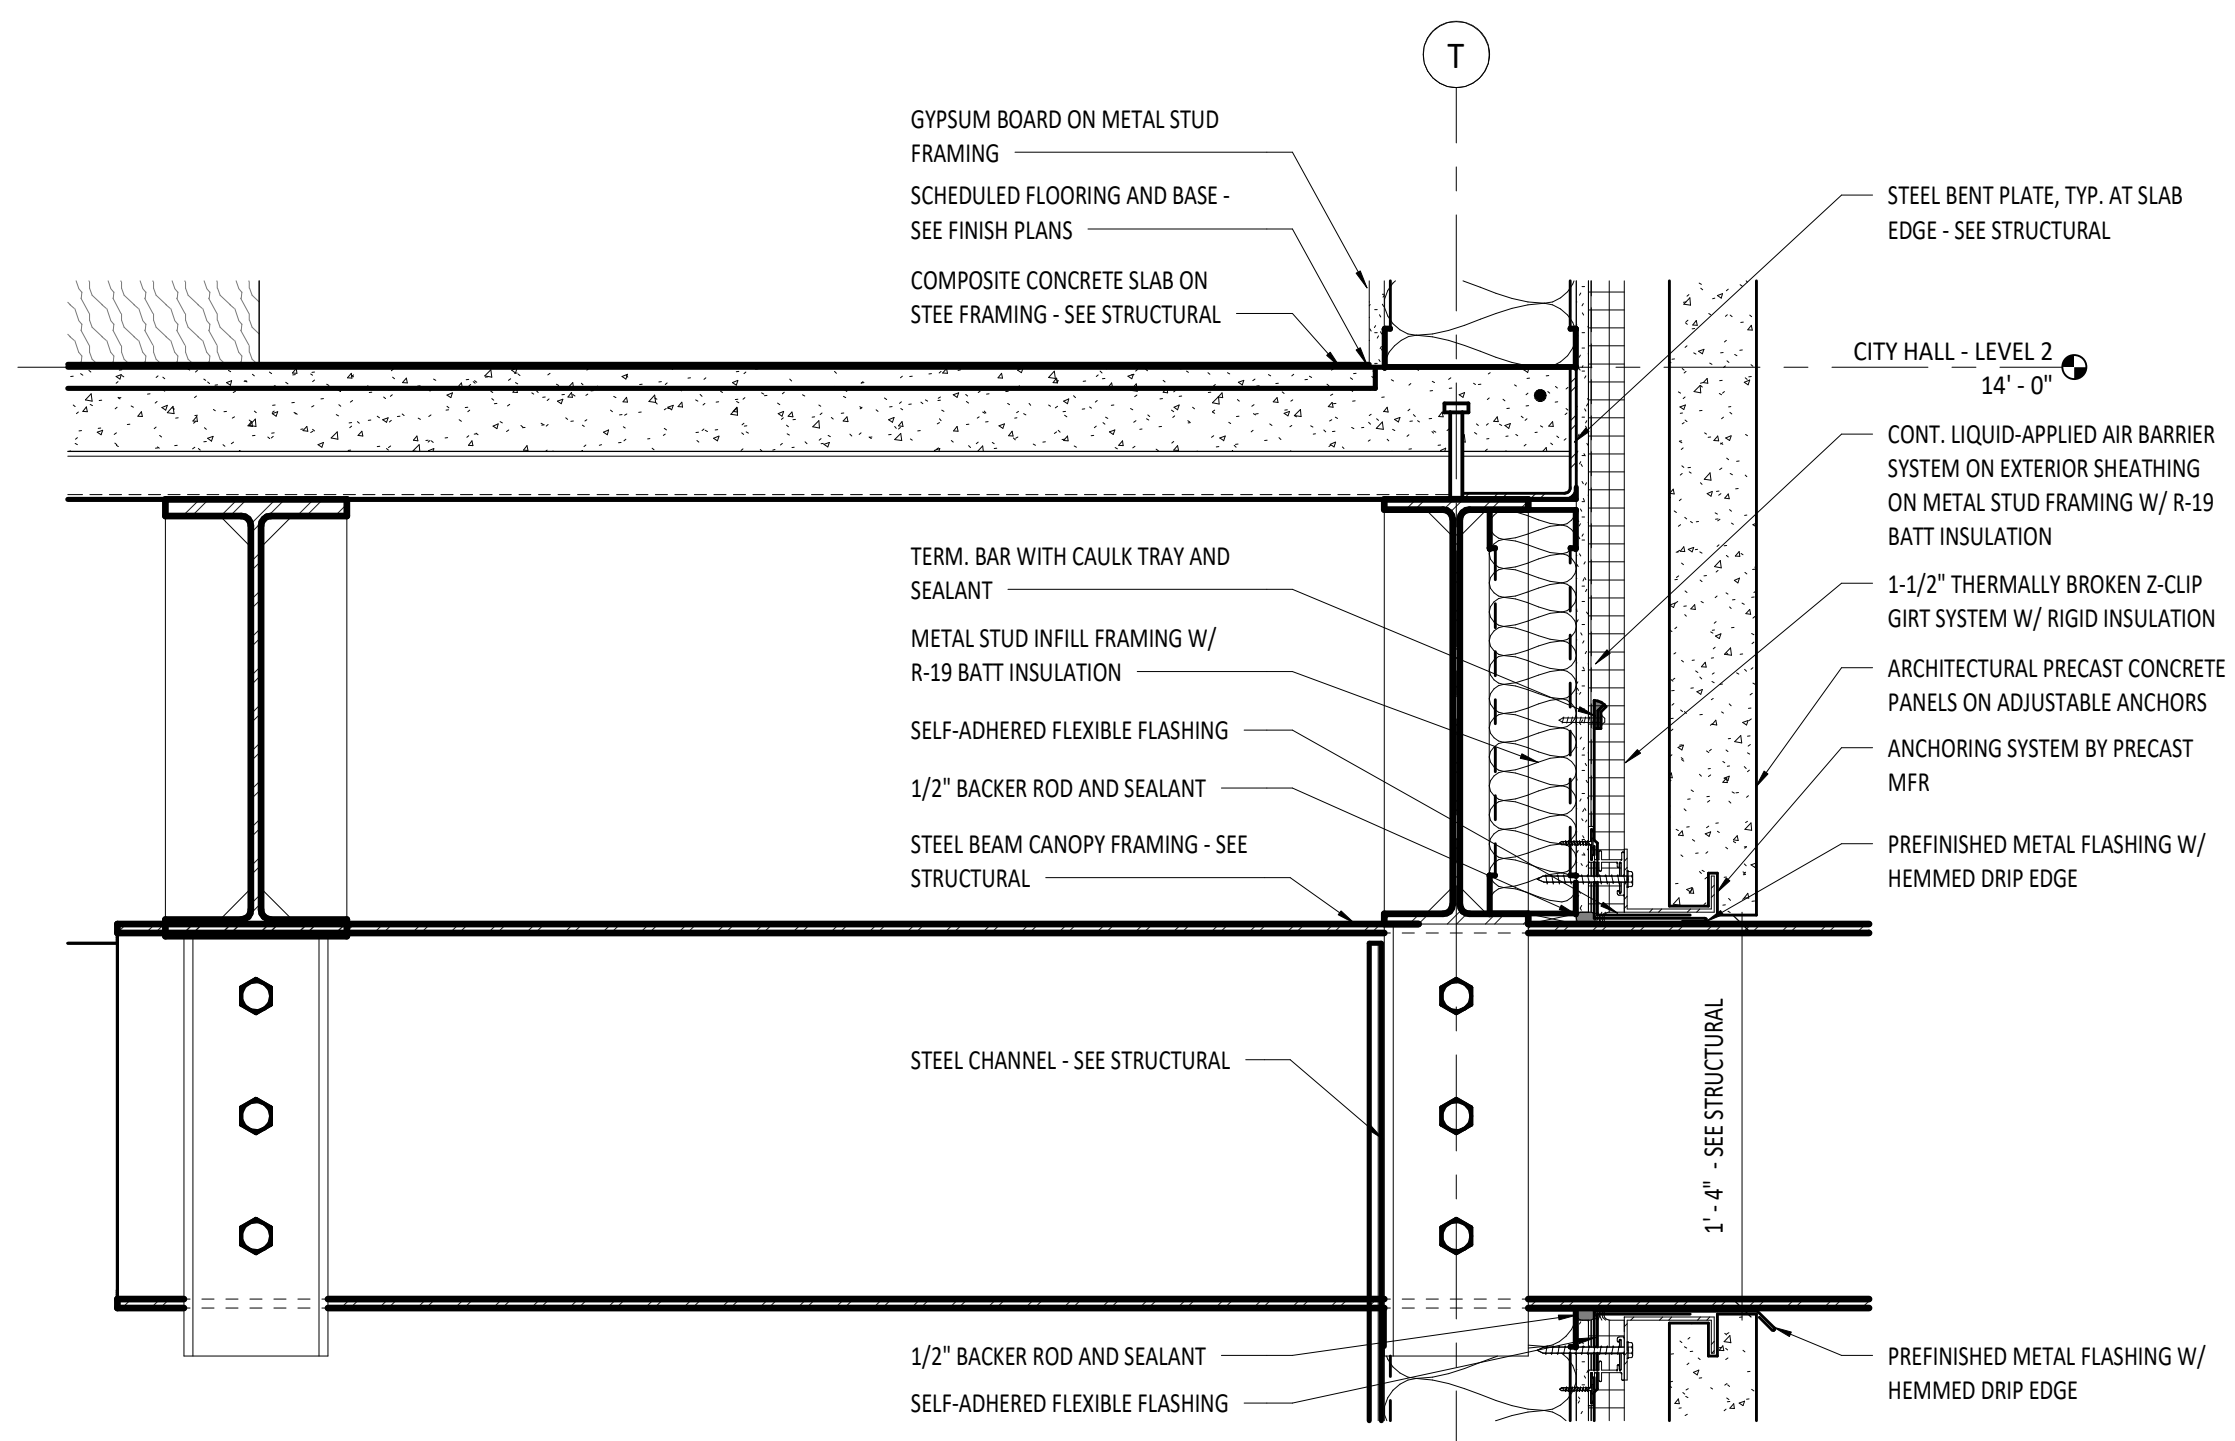 T
GYPSUM BOARD ON METAL STUD
FRAMING
SCHEDULED FLOORING AND BASE -
SEE FINISH PLANS
COMPOSITE CONCRETE SLAB ON
STEE FRAMING - SEE STRUCTURAL
TERM. BAR WITH CAULK TRAY AND
SEALANT
METAL STUD INFILL FRAMING W/
R-19 BATT INSULATION
SELF-ADHERED FLEXIBLE FLASHING
1/2" BACKER ROD AND SEALANT
STEEL BEAM CANOPY FRAMING - SEE
STRUCTURAL
STEEL CHANNEL - SEE STRUCTURAL
1/2" BACKER ROD AND SEALANT
SELF-ADHERED FLEXIBLE FLASHING
STEEL BENT PLATE, TYP. AT SLAB
EDGE - SEE STRUCTURAL
CITY HALL - LEVEL 2
14' - 0"
CONT. LIQUID-APPLIED AIR BARRIER
SYSTEM ON EXTERIOR SHEATHING
ON METAL STUD FRAMING W/ R-19
BATT INSULATION
1-1/2" THERMALLY BROKEN Z-CLIP
GIRT SYSTEM W/ RIGID INSULATION
ARCHITECTURAL PRECAST CONCRETE
PANELS ON ADJUSTABLE ANCHORS
ANCHORING SYSTEM BY PRECAST
MFR
PREFINISHED METAL FLASHING W/
HEMMED DRIP EDGE
1' - 4" - SEE STRUCTURAL
PREFINISHED METAL FLASHING W/
HEMMED DRIP EDGE